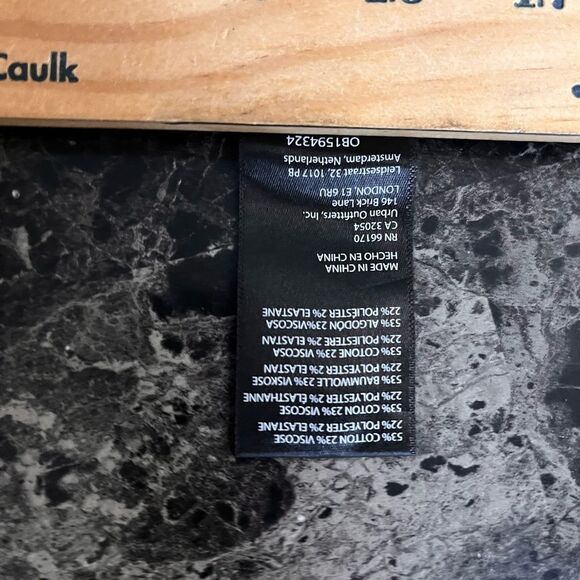 Caulk
53% COTTON 23% VISCOSE
22% POLYESTER 2% ELASTANE
53% COTON 23% VISCOSE
22% POLYESTER 2% ÉLASTHANNE
53% BAUMWOLLE 23% VISKOSE
22% POLYESTER 2% ELASTAN
53% COTONE 23% VISCOSA
22% POLIESTERE 2% ELASTAN
53% ALGODÓN 23% VISCOSA
22% POLIÉSTER 2% ELASTANE
MADE IN CHINA
HECHO EN CHINA
RN 66170
CA 32054
Urban Outfitters, Inc.
146 Brick Lane
LONDON, E1 6RU
Leidsestraat 32, 1017 PB
Amsterdam, Netherlands
OB1594324